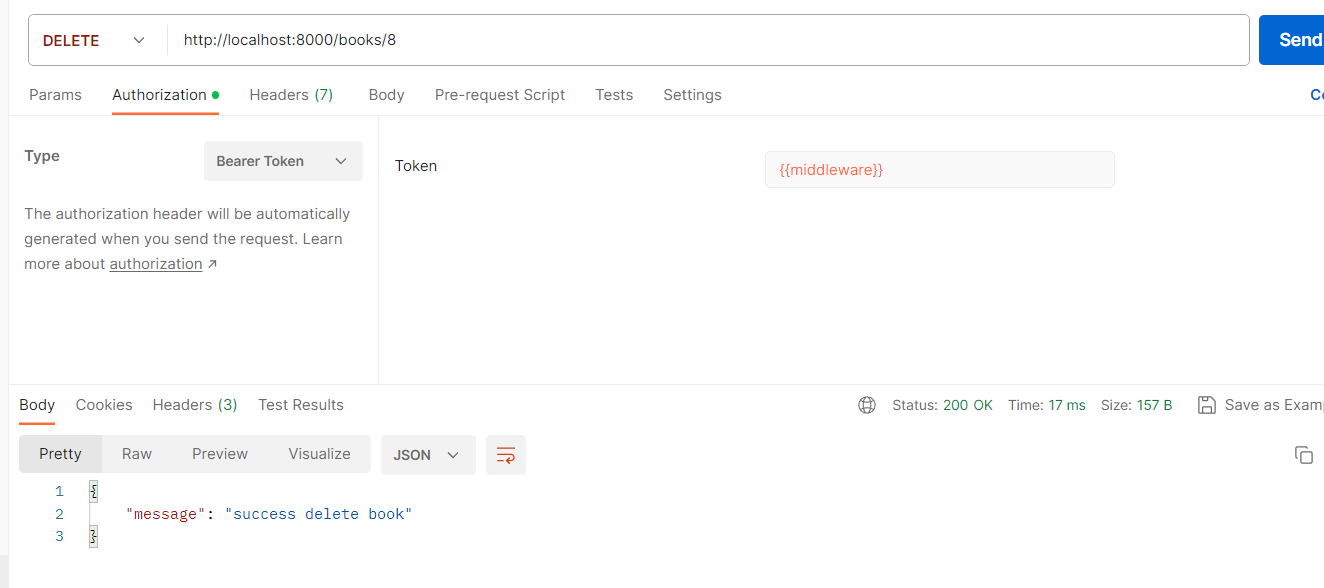 DELETE http://localhost:8000/books/8 Send
Params Authorization Headers (7) Body Pre-request Script Tests Settings
Type Bearer Token
Token {{middleware}}
The authorization header will be automatically
generated when you send the request. Learn
more about authorization ↗
Body Cookies Headers (3) Test Results Status: 200 OK Time: 17 ms Size: 157 B Save as Exam
Pretty Raw Preview Visualize JSON
1 {
2 "message": "success delete book"
3 }